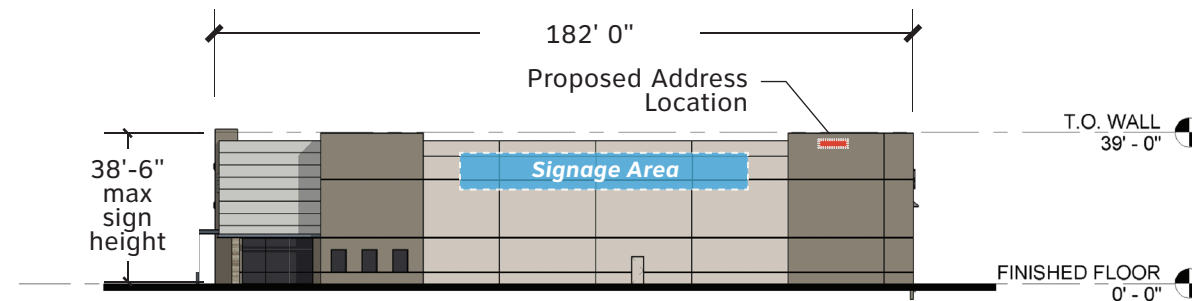 182' 0"
Proposed Address
Location
T.O. WALL
39' - 0"
38'-6"
max
sign
height
Signage Area
FINISHED FLOOR
0' - 0"